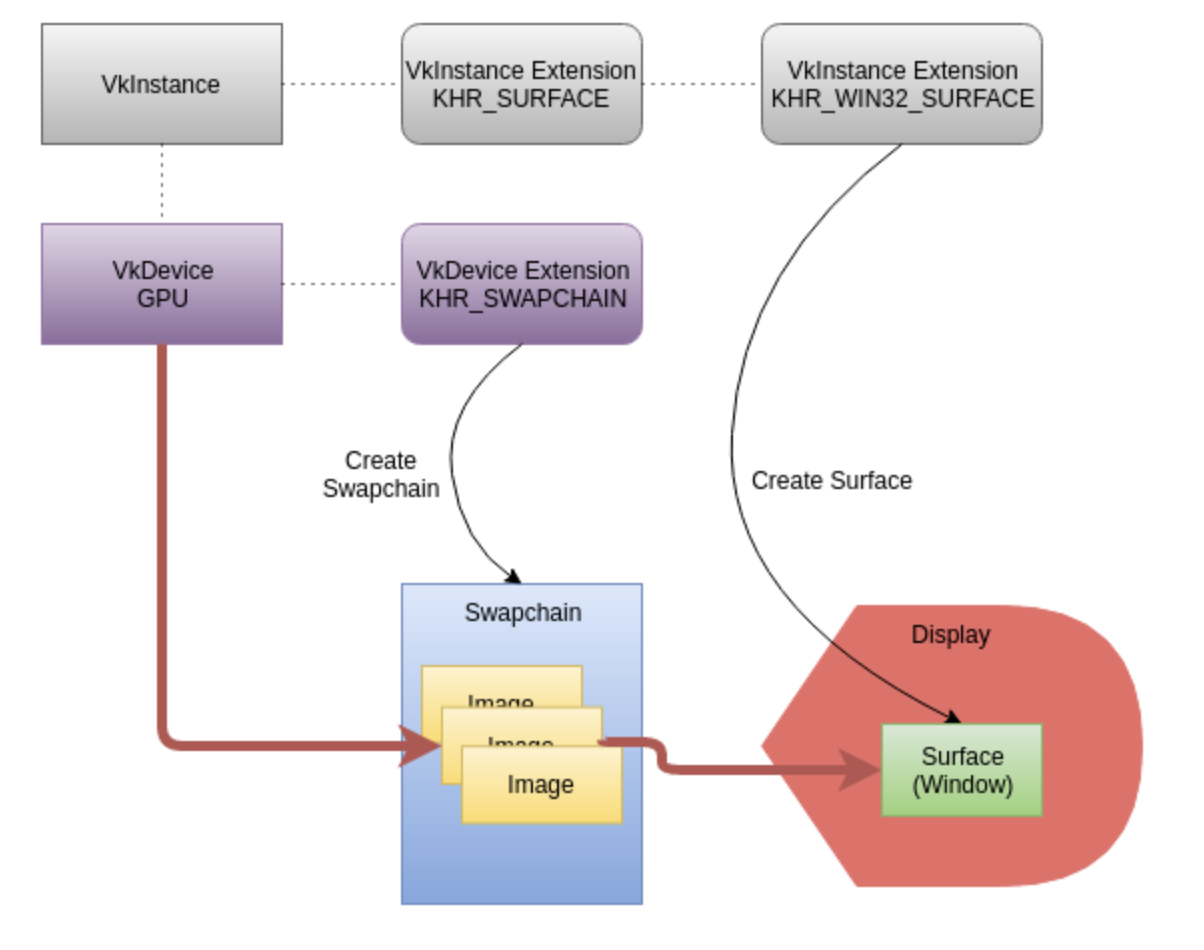 VkInstance
VkInstance Extension
KHR_SURFACE
VkInstance Extension
KHR_WIN32_SURFACE
VkDevice
GPU
VkDevice Extension
KHR_SWAPCHAIN
Create
Swapchain
Create Surface
Swapchain
Image
Image
Image
Display
Surface
(Window)